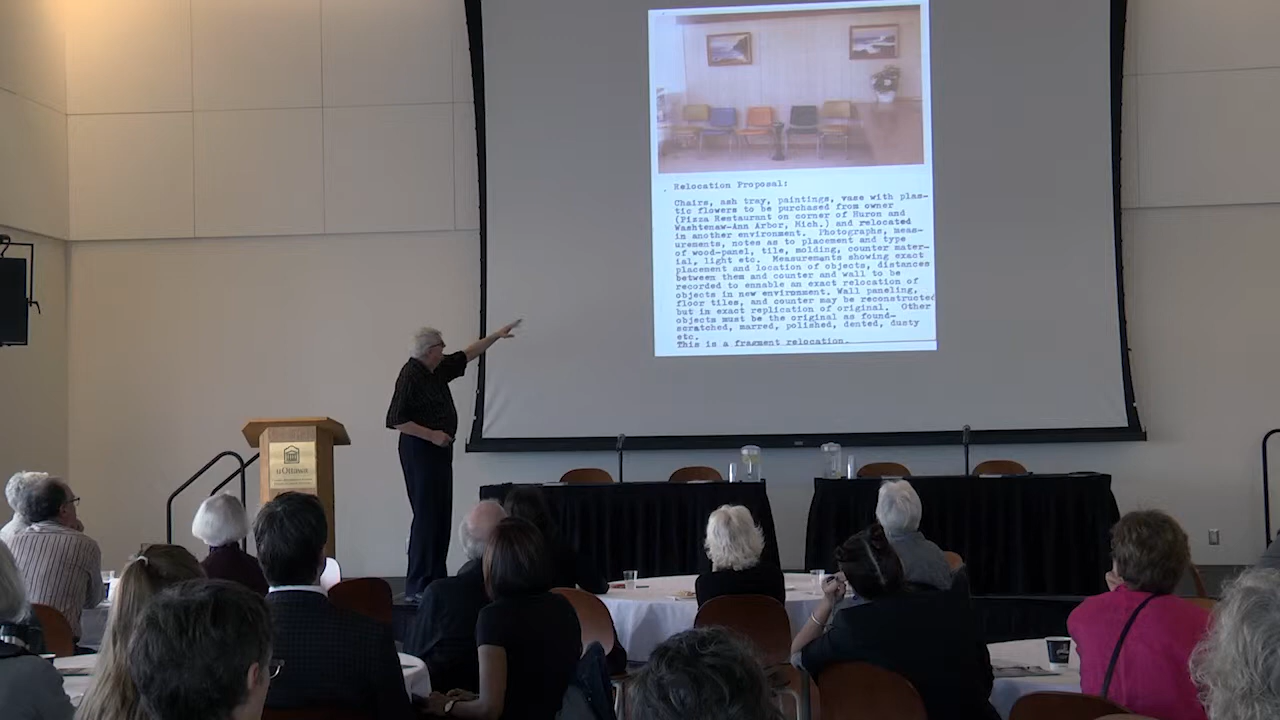 Relocation Proposal:
Chairs, ash tray, paintings, vase with plas-
tic flowers to be purchased from owner
(Pizza Restaurant on corner of Huron and
Washtenaw-Ann Arbor, Mich.) and relocated
in another environment. Photographs, meas-
urements, notes as to placement and type
of wood-panel, tile, molding, counter mater-
ial, light etc. Measurements showing exact
placement and location of objects, distances
between them and counter and wall to be
recorded to ennable an exact relocation of
objects in new environment. Wall paneling,
floor tiles, and counter may be reconstructed
but in exact replication of original. Other
objects must be the original as found-
scratched, marred, polished, dented, dusty
etc.
This is a fragment relocation.
uOttawa